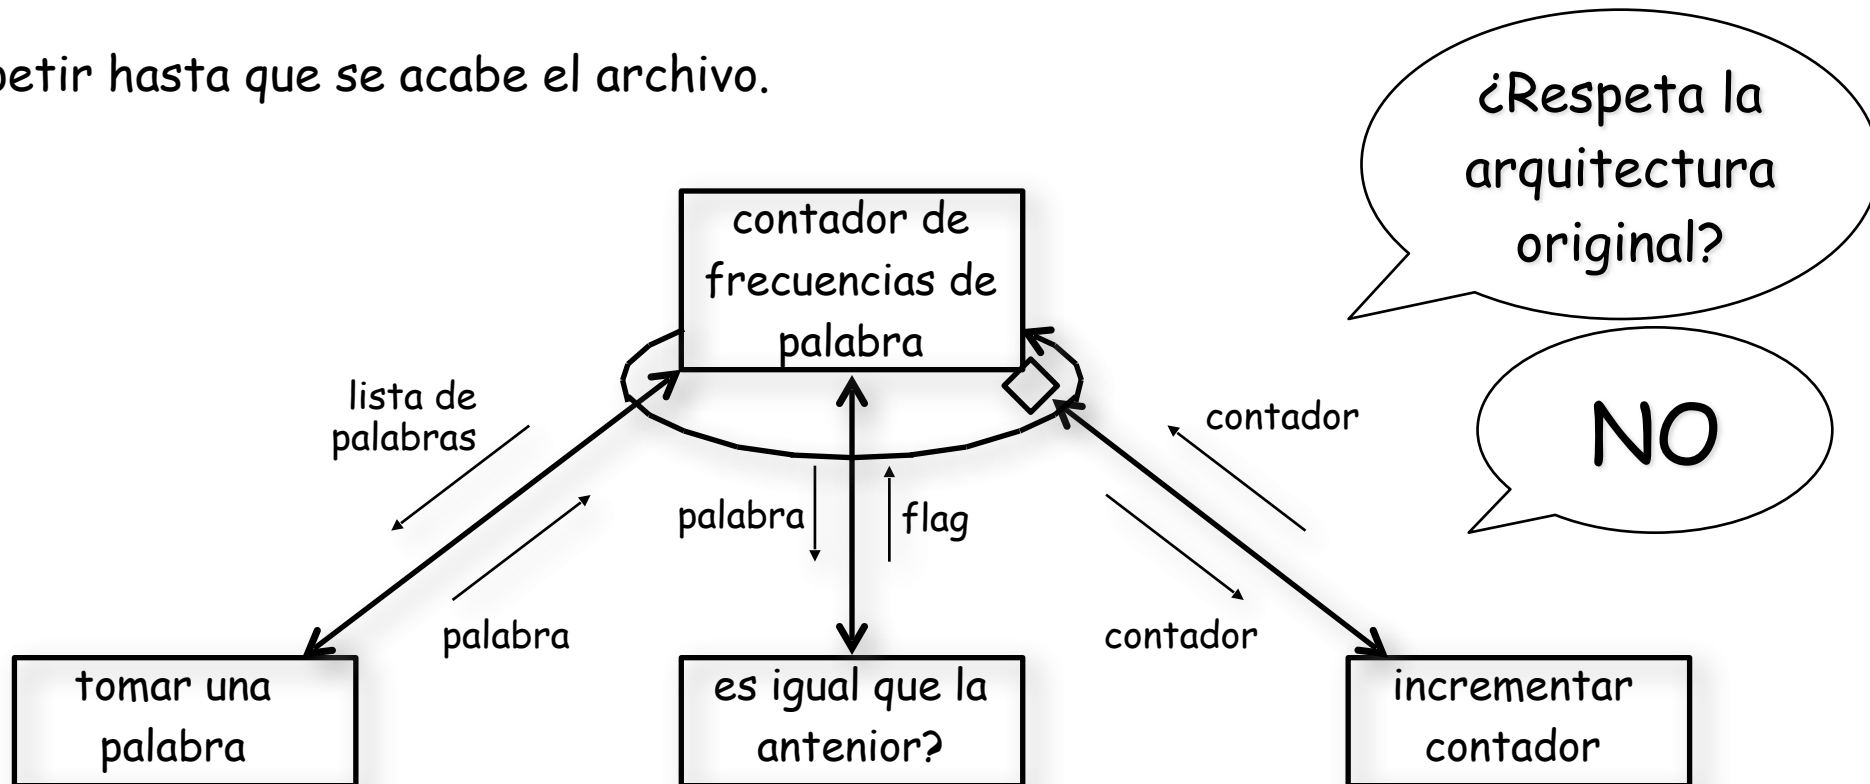 petir hasta que se acabe el archivo.
¿Respeta la
arquitectura
original?
NO
contador de
frecuencias de
palabra
lista de
palabras
palabra
palabra
flag
contador
contador
tomar una
palabra
es igual que la
antenior?
incrementar
contador